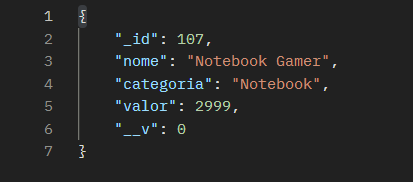 1 {
2 "_id": 107,
3 "nome": "Notebook Gamer",
4 "categoria": "Notebook",
5 "valor": 2999,
6 "__v": 0
7 }